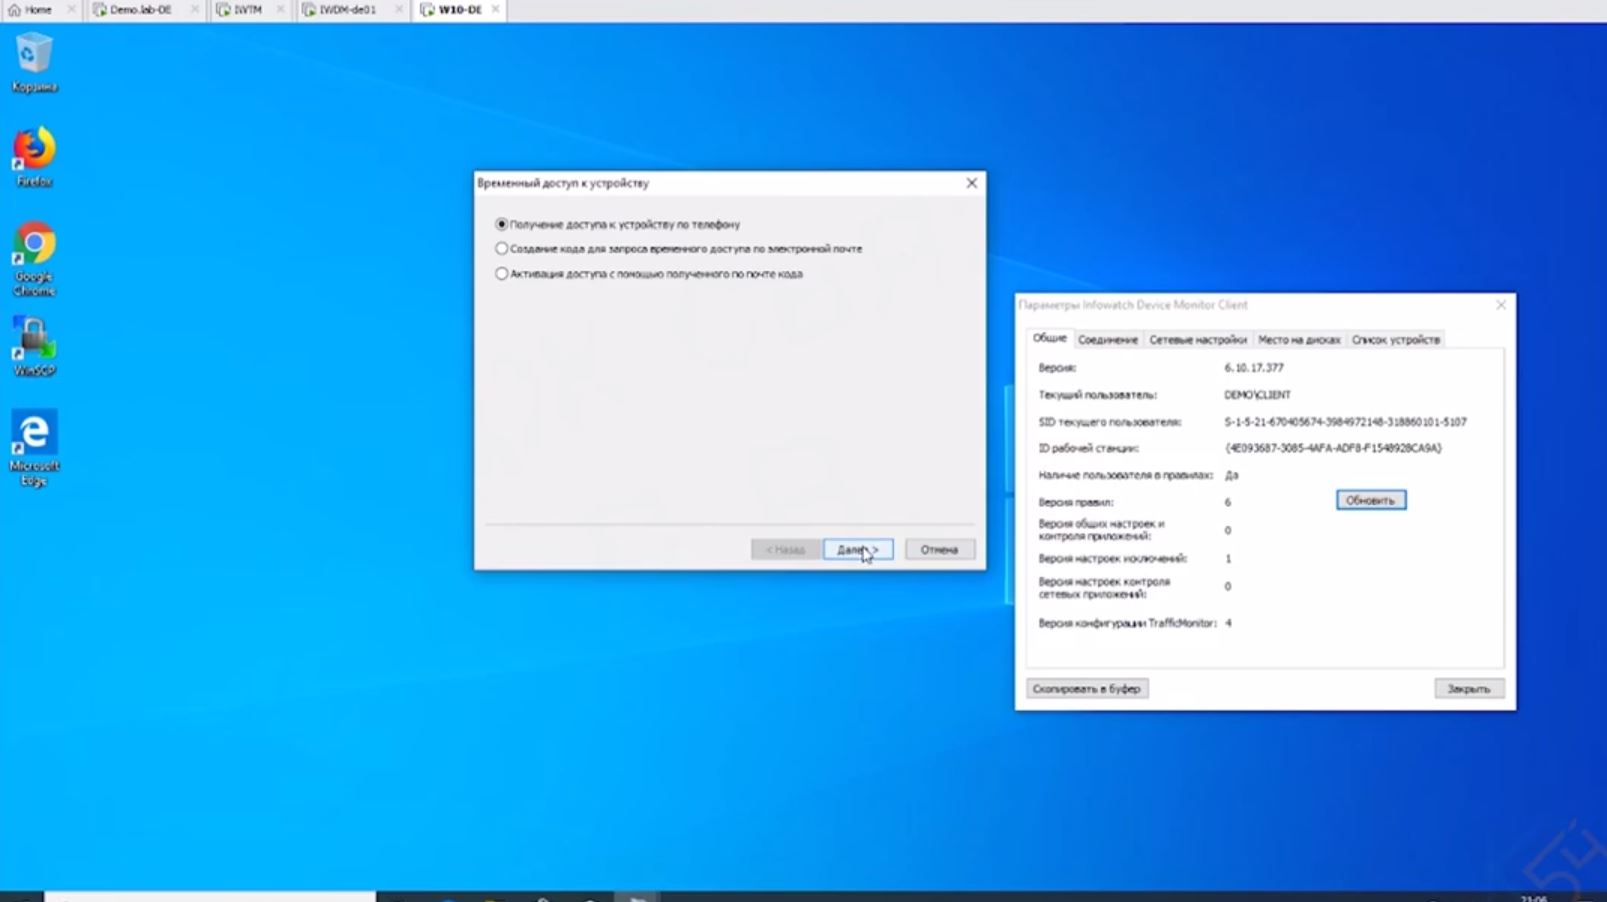 Home
Demo.lab-DE
IWTM
IWDM-de01
W10-DE
Корзина
Firefox
Google
Chrome
WinSCP
Microsoft
Edge
Временный доступ к устройству
Получение доступа к устройству по телефону
Создание кода для запроса временного доступа по электронной почте
Активация доступа с помощью полученного по почте кода
< Назад
Далее >
Отмена
Параметры Infowatch Device Monitor Client
Общие Соединение Сетевые настройки Место на дисках Список устройств
Версия: 6.10.17.377
Текущий пользователь: DEMO\CLIENT
SID текущего пользователя: S-1-5-21-670405674-3984972148-318860101-5107
ID рабочей станции: {4E093687-3085-4AFA-ADF8-F1548928CA9A}
Наличие пользователя в правилах: Да
Версия правил: 6
Обновить
Версия общих настроек и
контроля приложений: 0
Версия настроек исключений: 1
Версия настроек контроля
сетевых приложений: 0
Версия конфигурации TrafficMonitor: 4
Скопировать в буфер
Закрыть
54
21:06